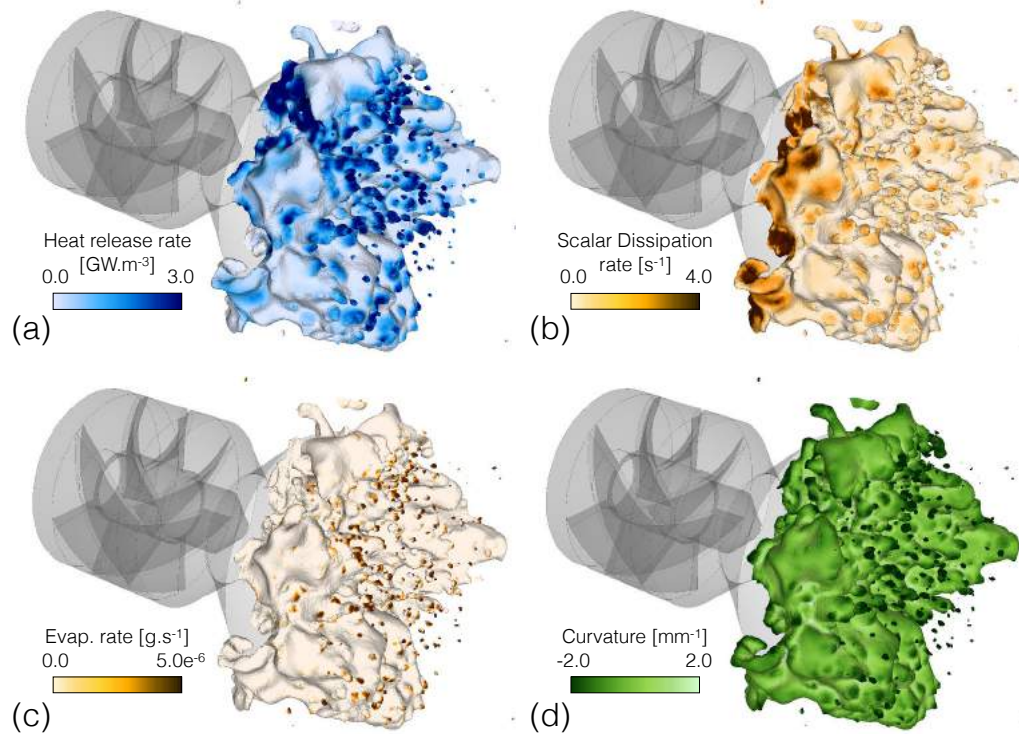 Heat release rate
[GW.m⁻³]
0.0 3.0
(a)
Scalar Dissipation
rate [s⁻¹]
0.0 4.0
(b)
Evap. rate [g.s⁻¹]
0.0 5.0e⁻⁶
(c)
Curvature [mm⁻¹]
-2.0 2.0
(d)